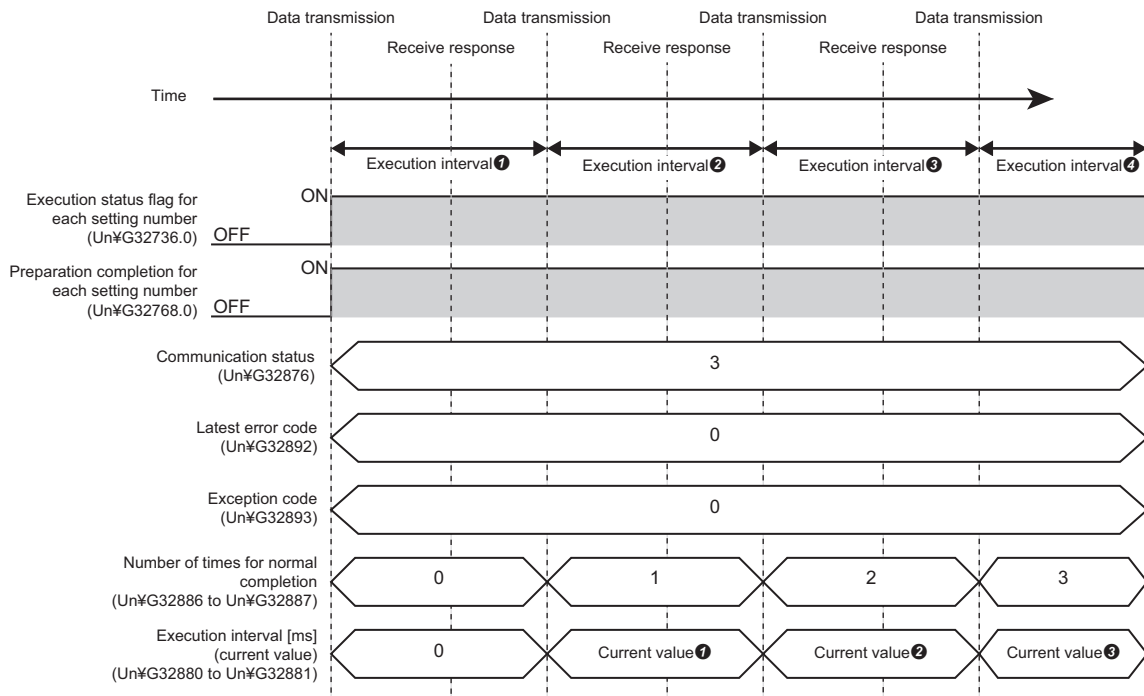 Data transmission Data transmission Data transmission Data transmission
Receive response Receive response Receive response
Time
Execution interval❶ Execution interval❷ Execution interval❸ Execution interval❹
Execution status flag for
each setting number
(Un¥G32736.0)
ON
OFF
Preparation completion for
each setting number
(Un¥G32768.0)
ON
OFF
Communication status
(Un¥G32876)
3
Latest error code
(Un¥G32892)
0
Exception code
(Un¥G32893)
0
Number of times for normal
completion
(Un¥G32886 to Un¥G32887)
0 1 2 3
Execution interval [ms]
(current value)
(Un¥G32880 to Un¥G32881)
0 Current value❶ Current value❷ Current value❸